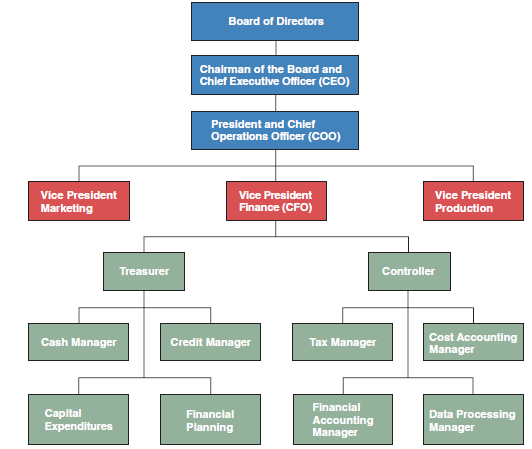 Board of Directors
Chairman of the Board and
Chief Executive Officer (CEO)
President and Chief
Operations Officer (COO)
Vice President
Marketing
Vice President
Finance (CFO)
Vice President
Production
Treasurer
Controller
Cash Manager
Credit Manager
Tax Manager
Cost Accounting
Manager
Capital
Expenditures
Financial
Planning
Financial
Accounting
Manager
Data Processing
Manager